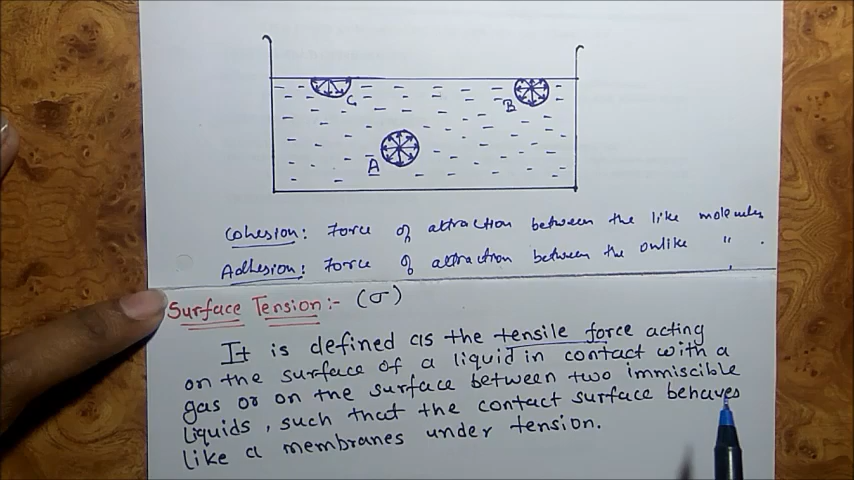 C
B
A
Cohesion: Force of attraction between the like molecules
Adhesion: Force of attraction between the unlike " .
Surface Tension:- (σ)
It is defined as the tensile force acting
on the surface of a liquid in contact with a
gas or on the surface between two immiscible
liquids, such that the contact surface behaves
like a membranes under tension.